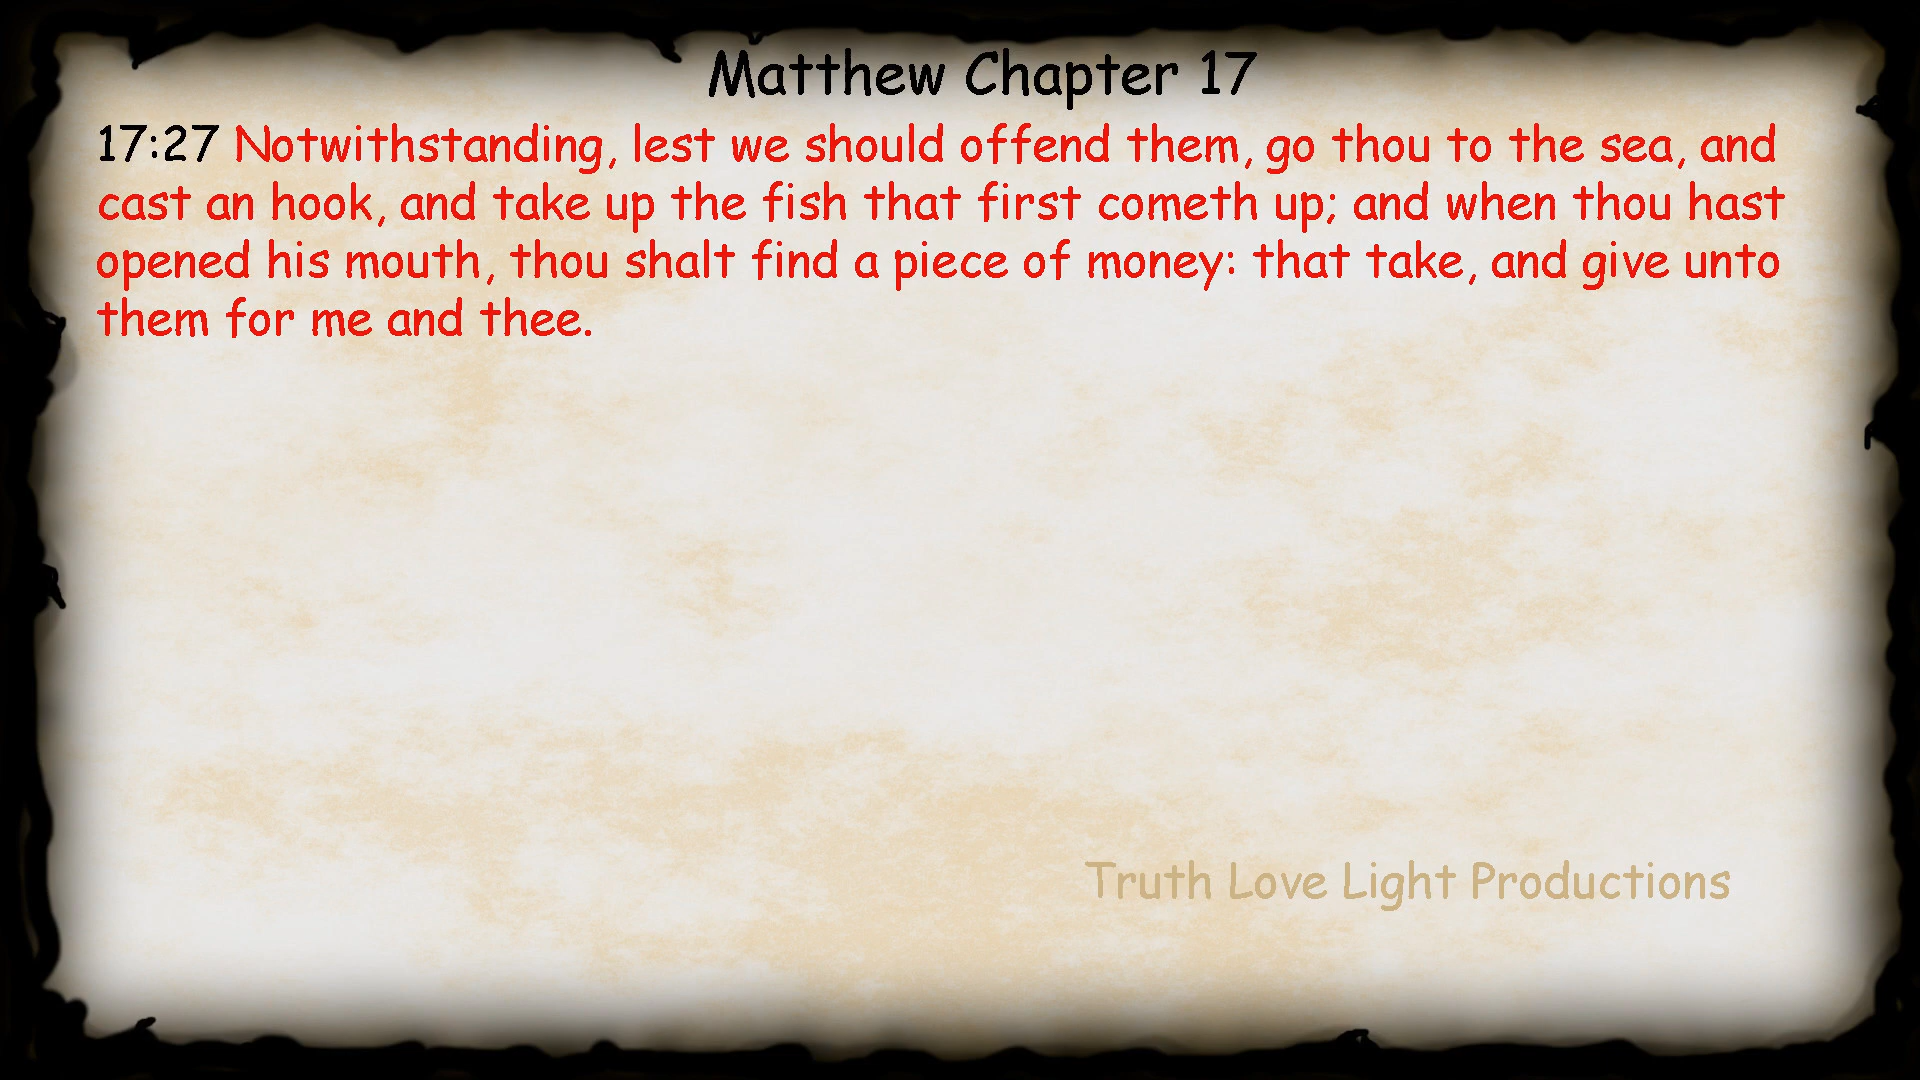 Matthew Chapter 17
17:27 Notwithstanding, lest we should offend them, go thou to the sea, and
cast an hook, and take up the fish that first cometh up; and when thou hast
opened his mouth, thou shalt find a piece of money: that take, and give unto
them for me and thee.
Truth Love Light Productions